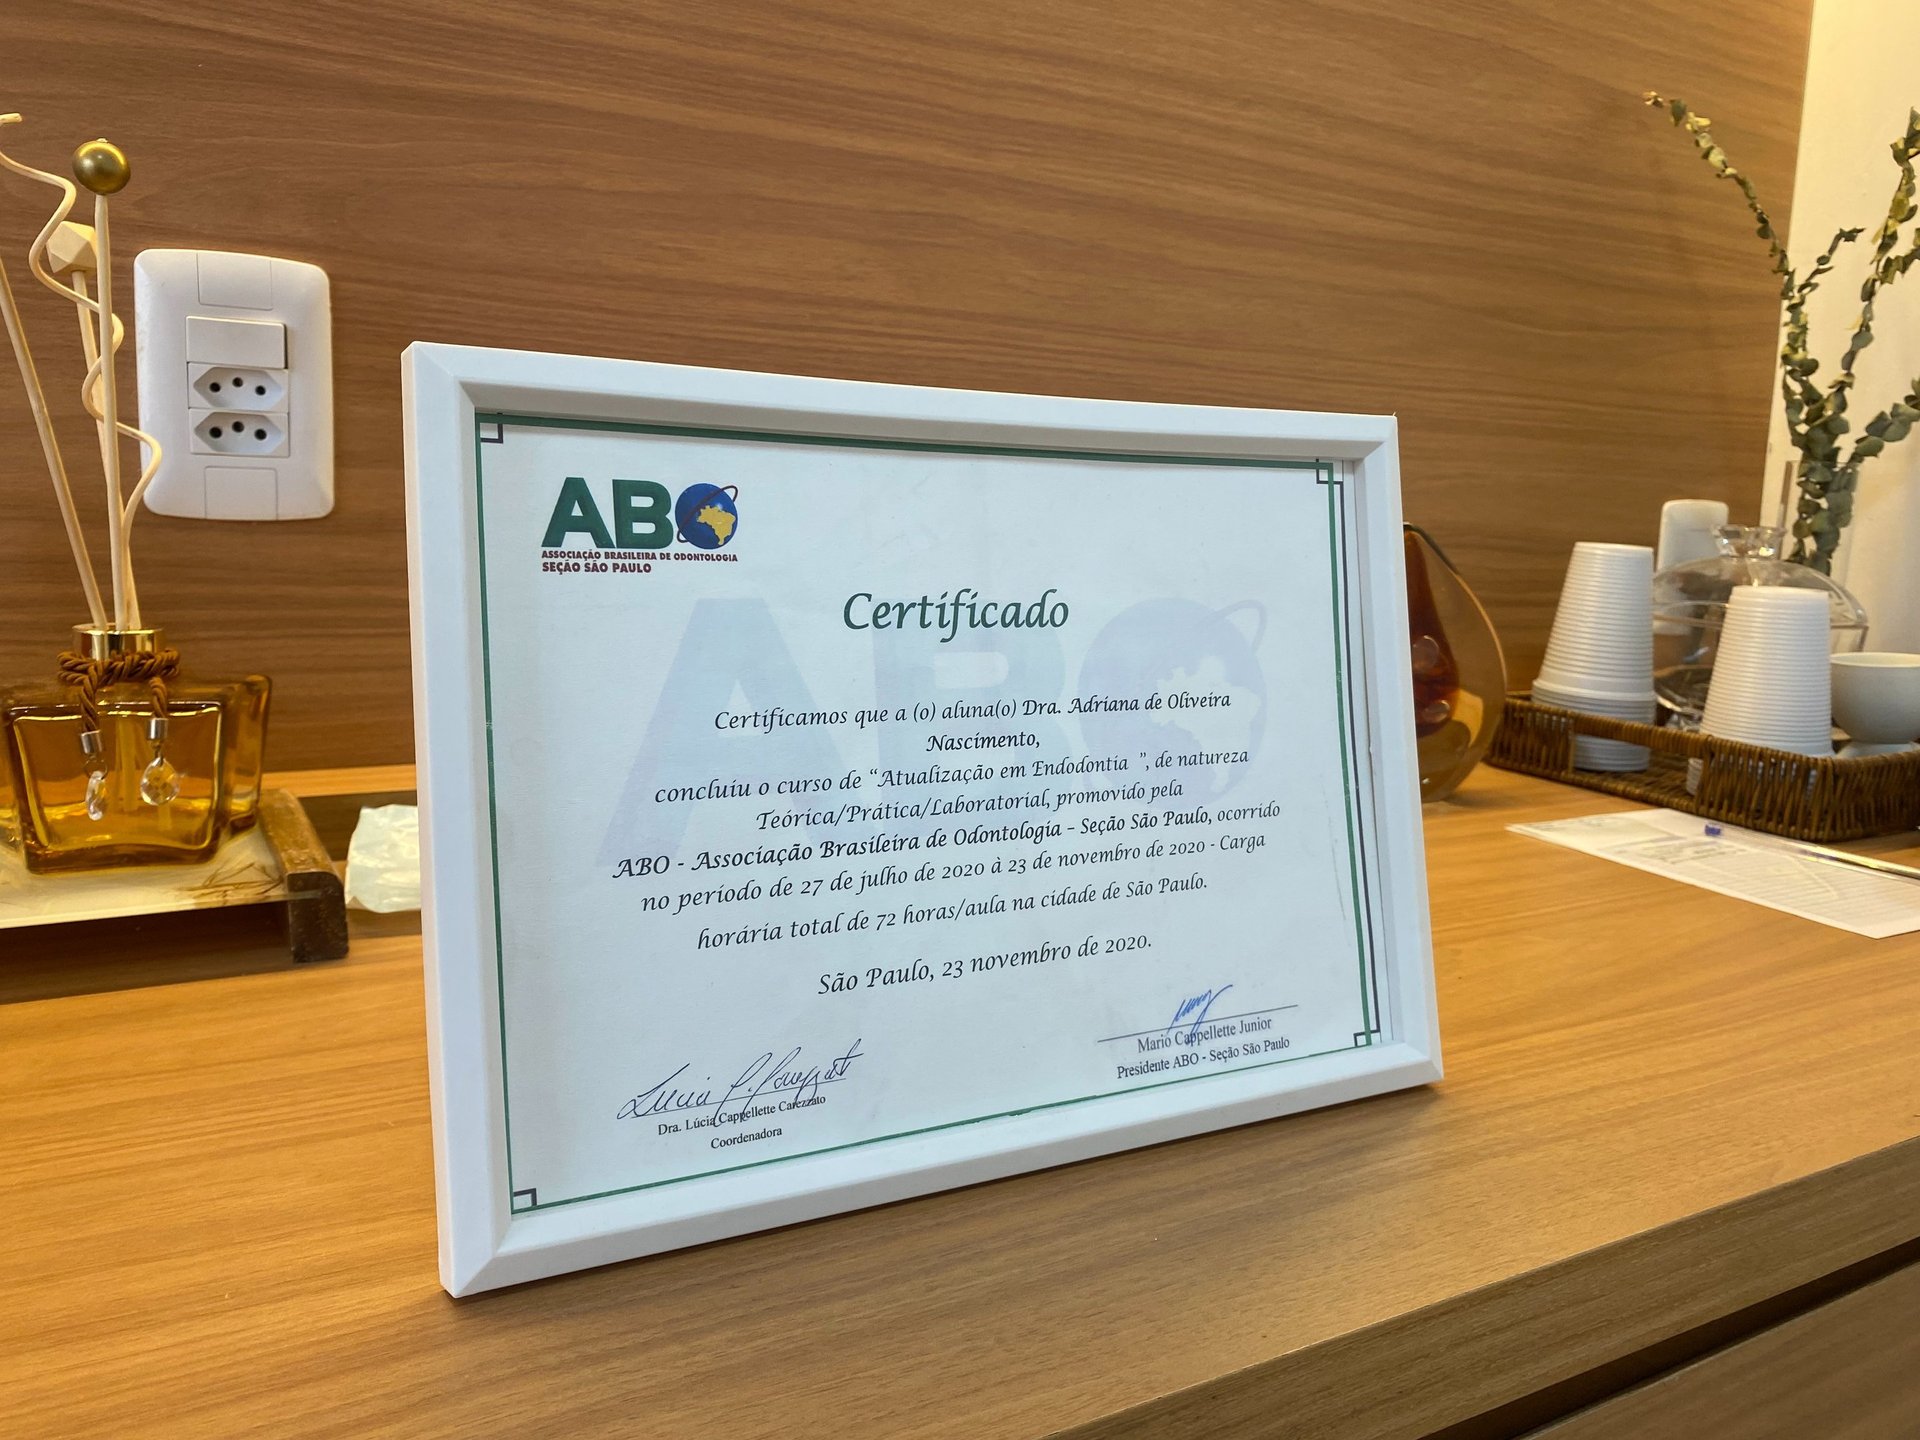 ABO
ASSOCIAÇÃO BRASILEIRA DE ODONTOLOGIA
SEÇÃO SÃO PAULO
Certificado
Certificamos que a (o) aluna(o) Dra. Adriana de Oliveira
Nascimento,
concluiu o curso de “Atualização em Endodontia ”, de natureza
Teórica/Prática/Laboratorial, promovido pela
ABO - Associação Brasileira de Odontologia – Seção São Paulo, ocorrido
no período de 27 de julho de 2020 à 23 de novembro de 2020 - Carga
horária total de 72 horas/aula na cidade de São Paulo.
São Paulo, 23 novembro de 2020.
Mario Cappellette Junior
Presidente ABO - Seção São Paulo
Dra. Lúcia Cappellette Carezzato
Coordenadora